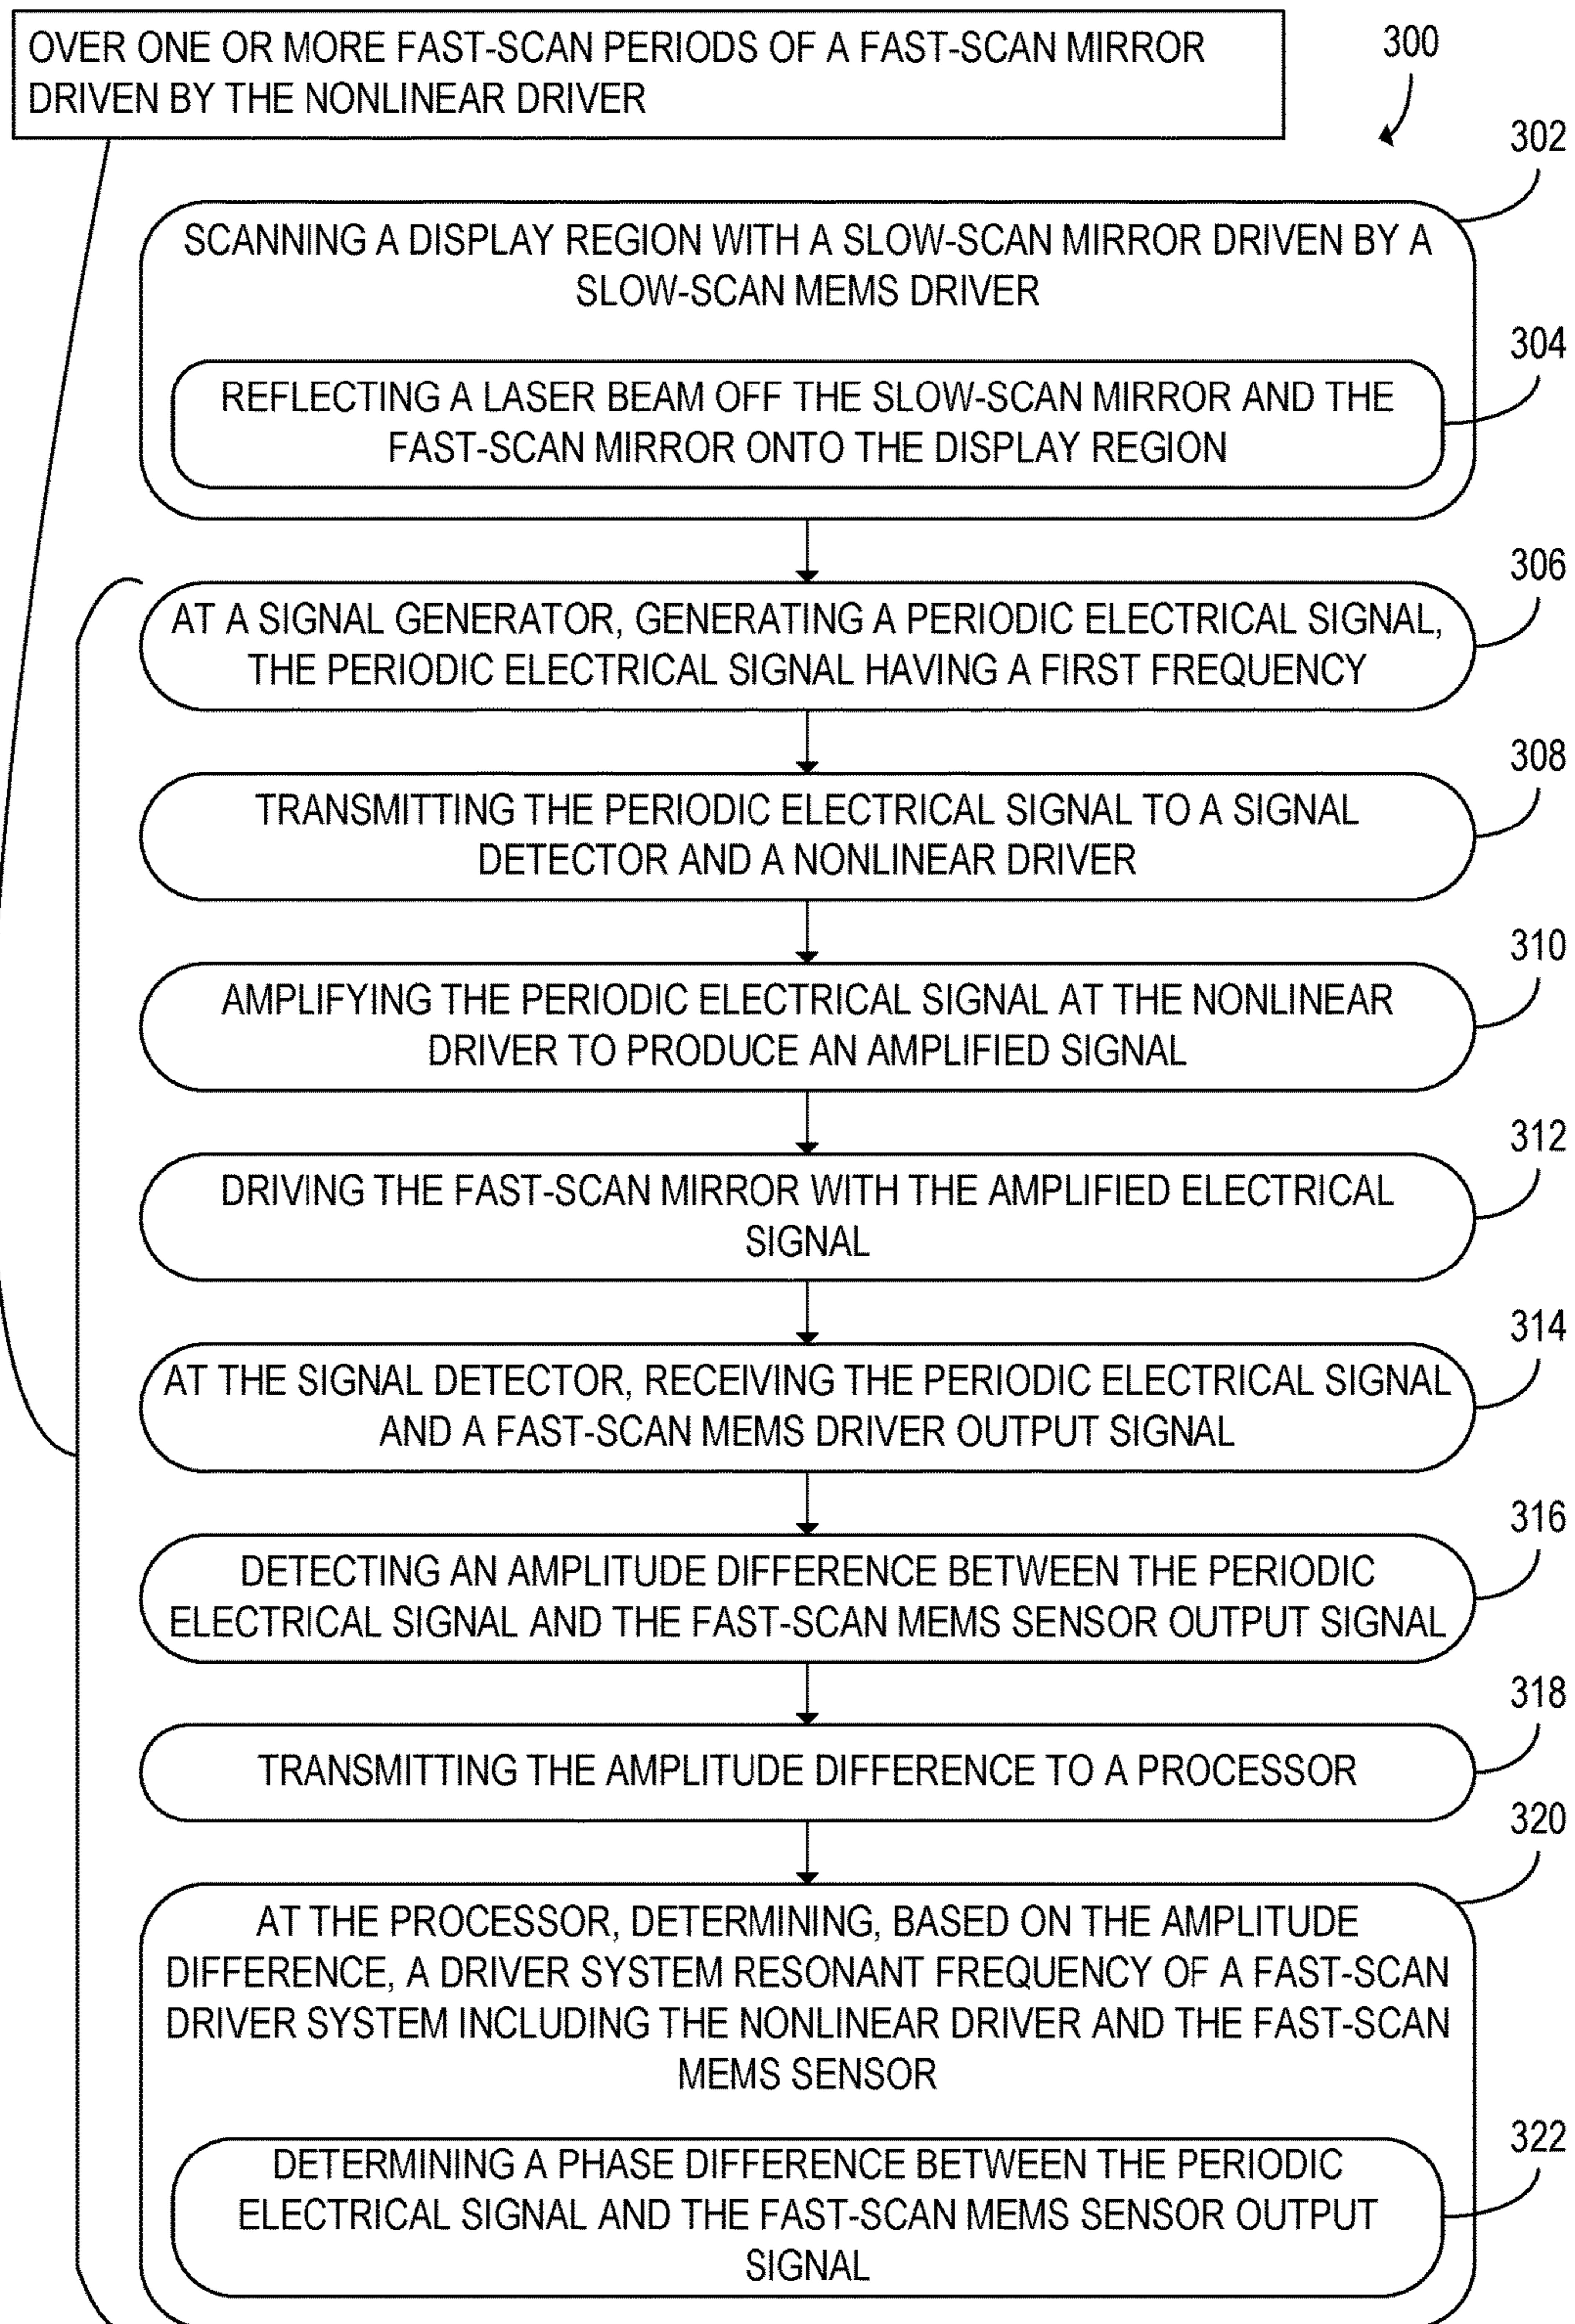 OVER ONE OR MORE FAST-SCAN PERIODS OF A FAST-SCAN MIRROR
DRIVEN BY THE NONLINEAR DRIVER
300
302
SCANNING A DISPLAY REGION WITH A SLOW-SCAN MIRROR DRIVEN BY A
SLOW-SCAN MEMS DRIVER
304
REFLECTING A LASER BEAM OFF THE SLOW-SCAN MIRROR AND THE
FAST-SCAN MIRROR ONTO THE DISPLAY REGION
306
AT A SIGNAL GENERATOR, GENERATING A PERIODIC ELECTRICAL SIGNAL,
THE PERIODIC ELECTRICAL SIGNAL HAVING A FIRST FREQUENCY
308
TRANSMITTING THE PERIODIC ELECTRICAL SIGNAL TO A SIGNAL
DETECTOR AND A NONLINEAR DRIVER
310
AMPLIFYING THE PERIODIC ELECTRICAL SIGNAL AT THE NONLINEAR
DRIVER TO PRODUCE AN AMPLIFIED SIGNAL
312
DRIVING THE FAST-SCAN MIRROR WITH THE AMPLIFIED ELECTRICAL
SIGNAL
314
AT THE SIGNAL DETECTOR, RECEIVING THE PERIODIC ELECTRICAL SIGNAL
AND A FAST-SCAN MEMS DRIVER OUTPUT SIGNAL
316
DETECTING AN AMPLITUDE DIFFERENCE BETWEEN THE PERIODIC
ELECTRICAL SIGNAL AND THE FAST-SCAN MEMS SENSOR OUTPUT SIGNAL
318
TRANSMITTING THE AMPLITUDE DIFFERENCE TO A PROCESSOR
320
AT THE PROCESSOR, DETERMINING, BASED ON THE AMPLITUDE
DIFFERENCE, A DRIVER SYSTEM RESONANT FREQUENCY OF A FAST-SCAN
DRIVER SYSTEM INCLUDING THE NONLINEAR DRIVER AND THE FAST-SCAN
MEMS SENSOR
322
DETERMINING A PHASE DIFFERENCE BETWEEN THE PERIODIC
ELECTRICAL SIGNAL AND THE FAST-SCAN MEMS SENSOR OUTPUT
SIGNAL